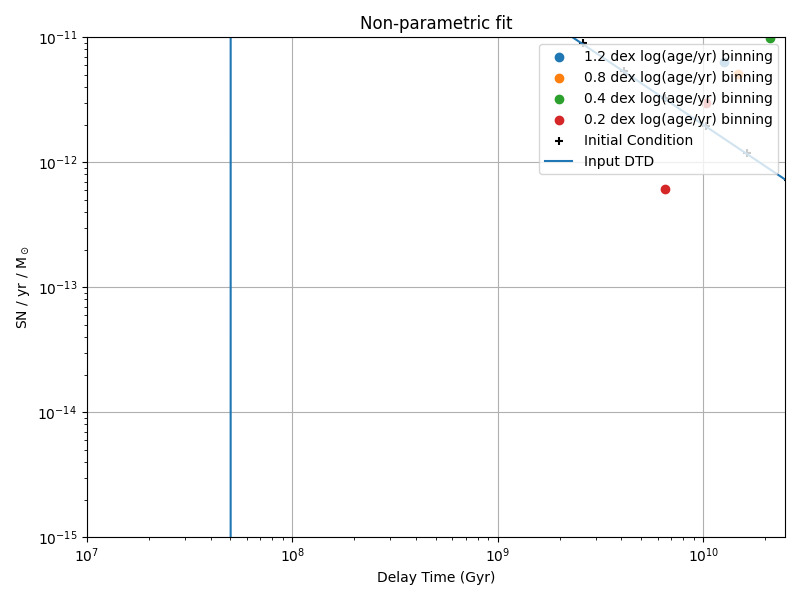 Non-parametric fit
10⁻¹¹
10⁻¹²
10⁻¹³
10⁻¹⁴
10⁻¹⁵
SN / yr / M⊙
1.2 dex log(age/yr) binning
0.8 dex log(age/yr) binning
0.4 dex log(age/yr) binning
0.2 dex log(age/yr) binning
Initial Condition
Input DTD
10⁷ 10⁸ 10⁹ 10¹⁰
Delay Time (Gyr)